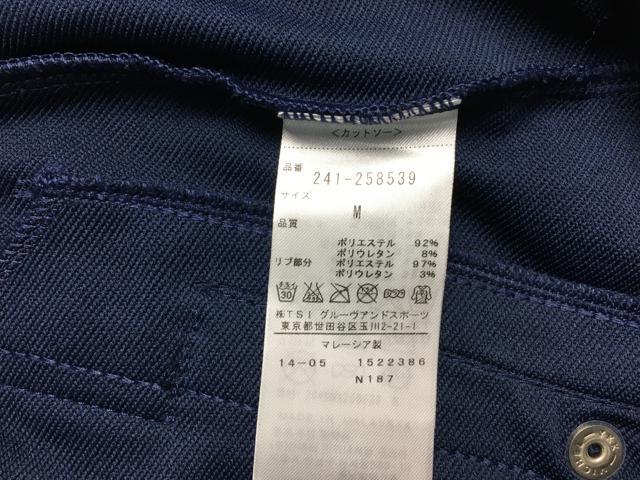 <カットソー>
品番
241-258539
サイズ
M
品質
ポリエステル 92%
ポリウレタン 8%
リブ部分 ポリエステル 97%
ポリウレタン 3%
30
㈱TSI グルーヴアンドスポーツ
東京都世田谷区玉川2-21-1
マレーシア製
14-05 1522386
N187
YKK